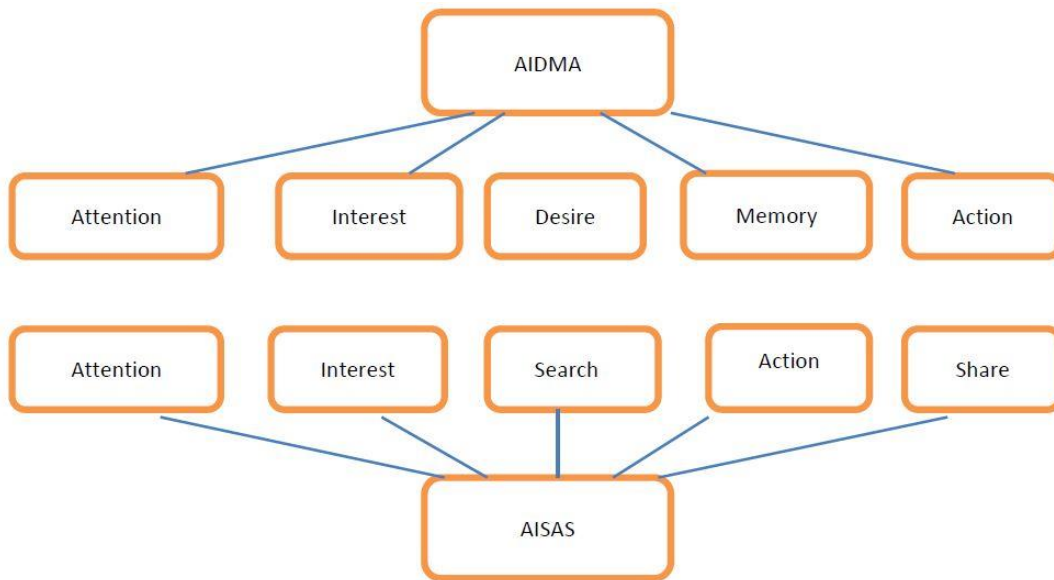 AIDMA
Attention
Interest
Desire
Memory
Action
Attention
Interest
Search
Action
Share
AISAS